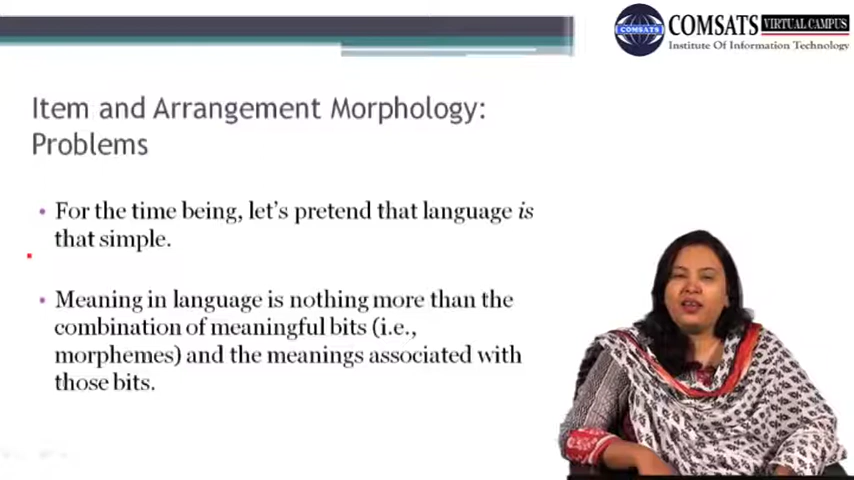 COMSATS VIRTUAL CAMPUS
COMSATS
Institute Of Information Technology
Item and Arrangement Morphology:
Problems
• For the time being, let's pretend that language is
that simple.
• Meaning in language is nothing more than the
combination of meaningful bits (i.e.,
morphemes) and the meanings associated with
those bits.